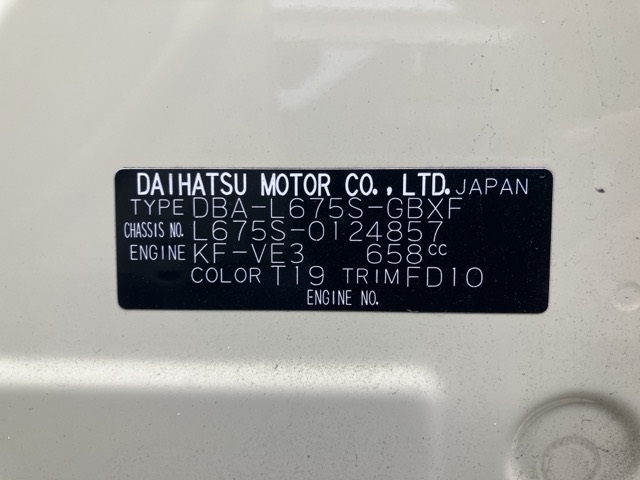 DAIHATSU MOTOR CO., LTD. JAPAN
TYPE DBA-L675S-GBXF
CHASSIS NO. L675S-0124857
ENGINE KF-VE3 658cc
COLOR T19 TRIM FD10
ENGINE NO.